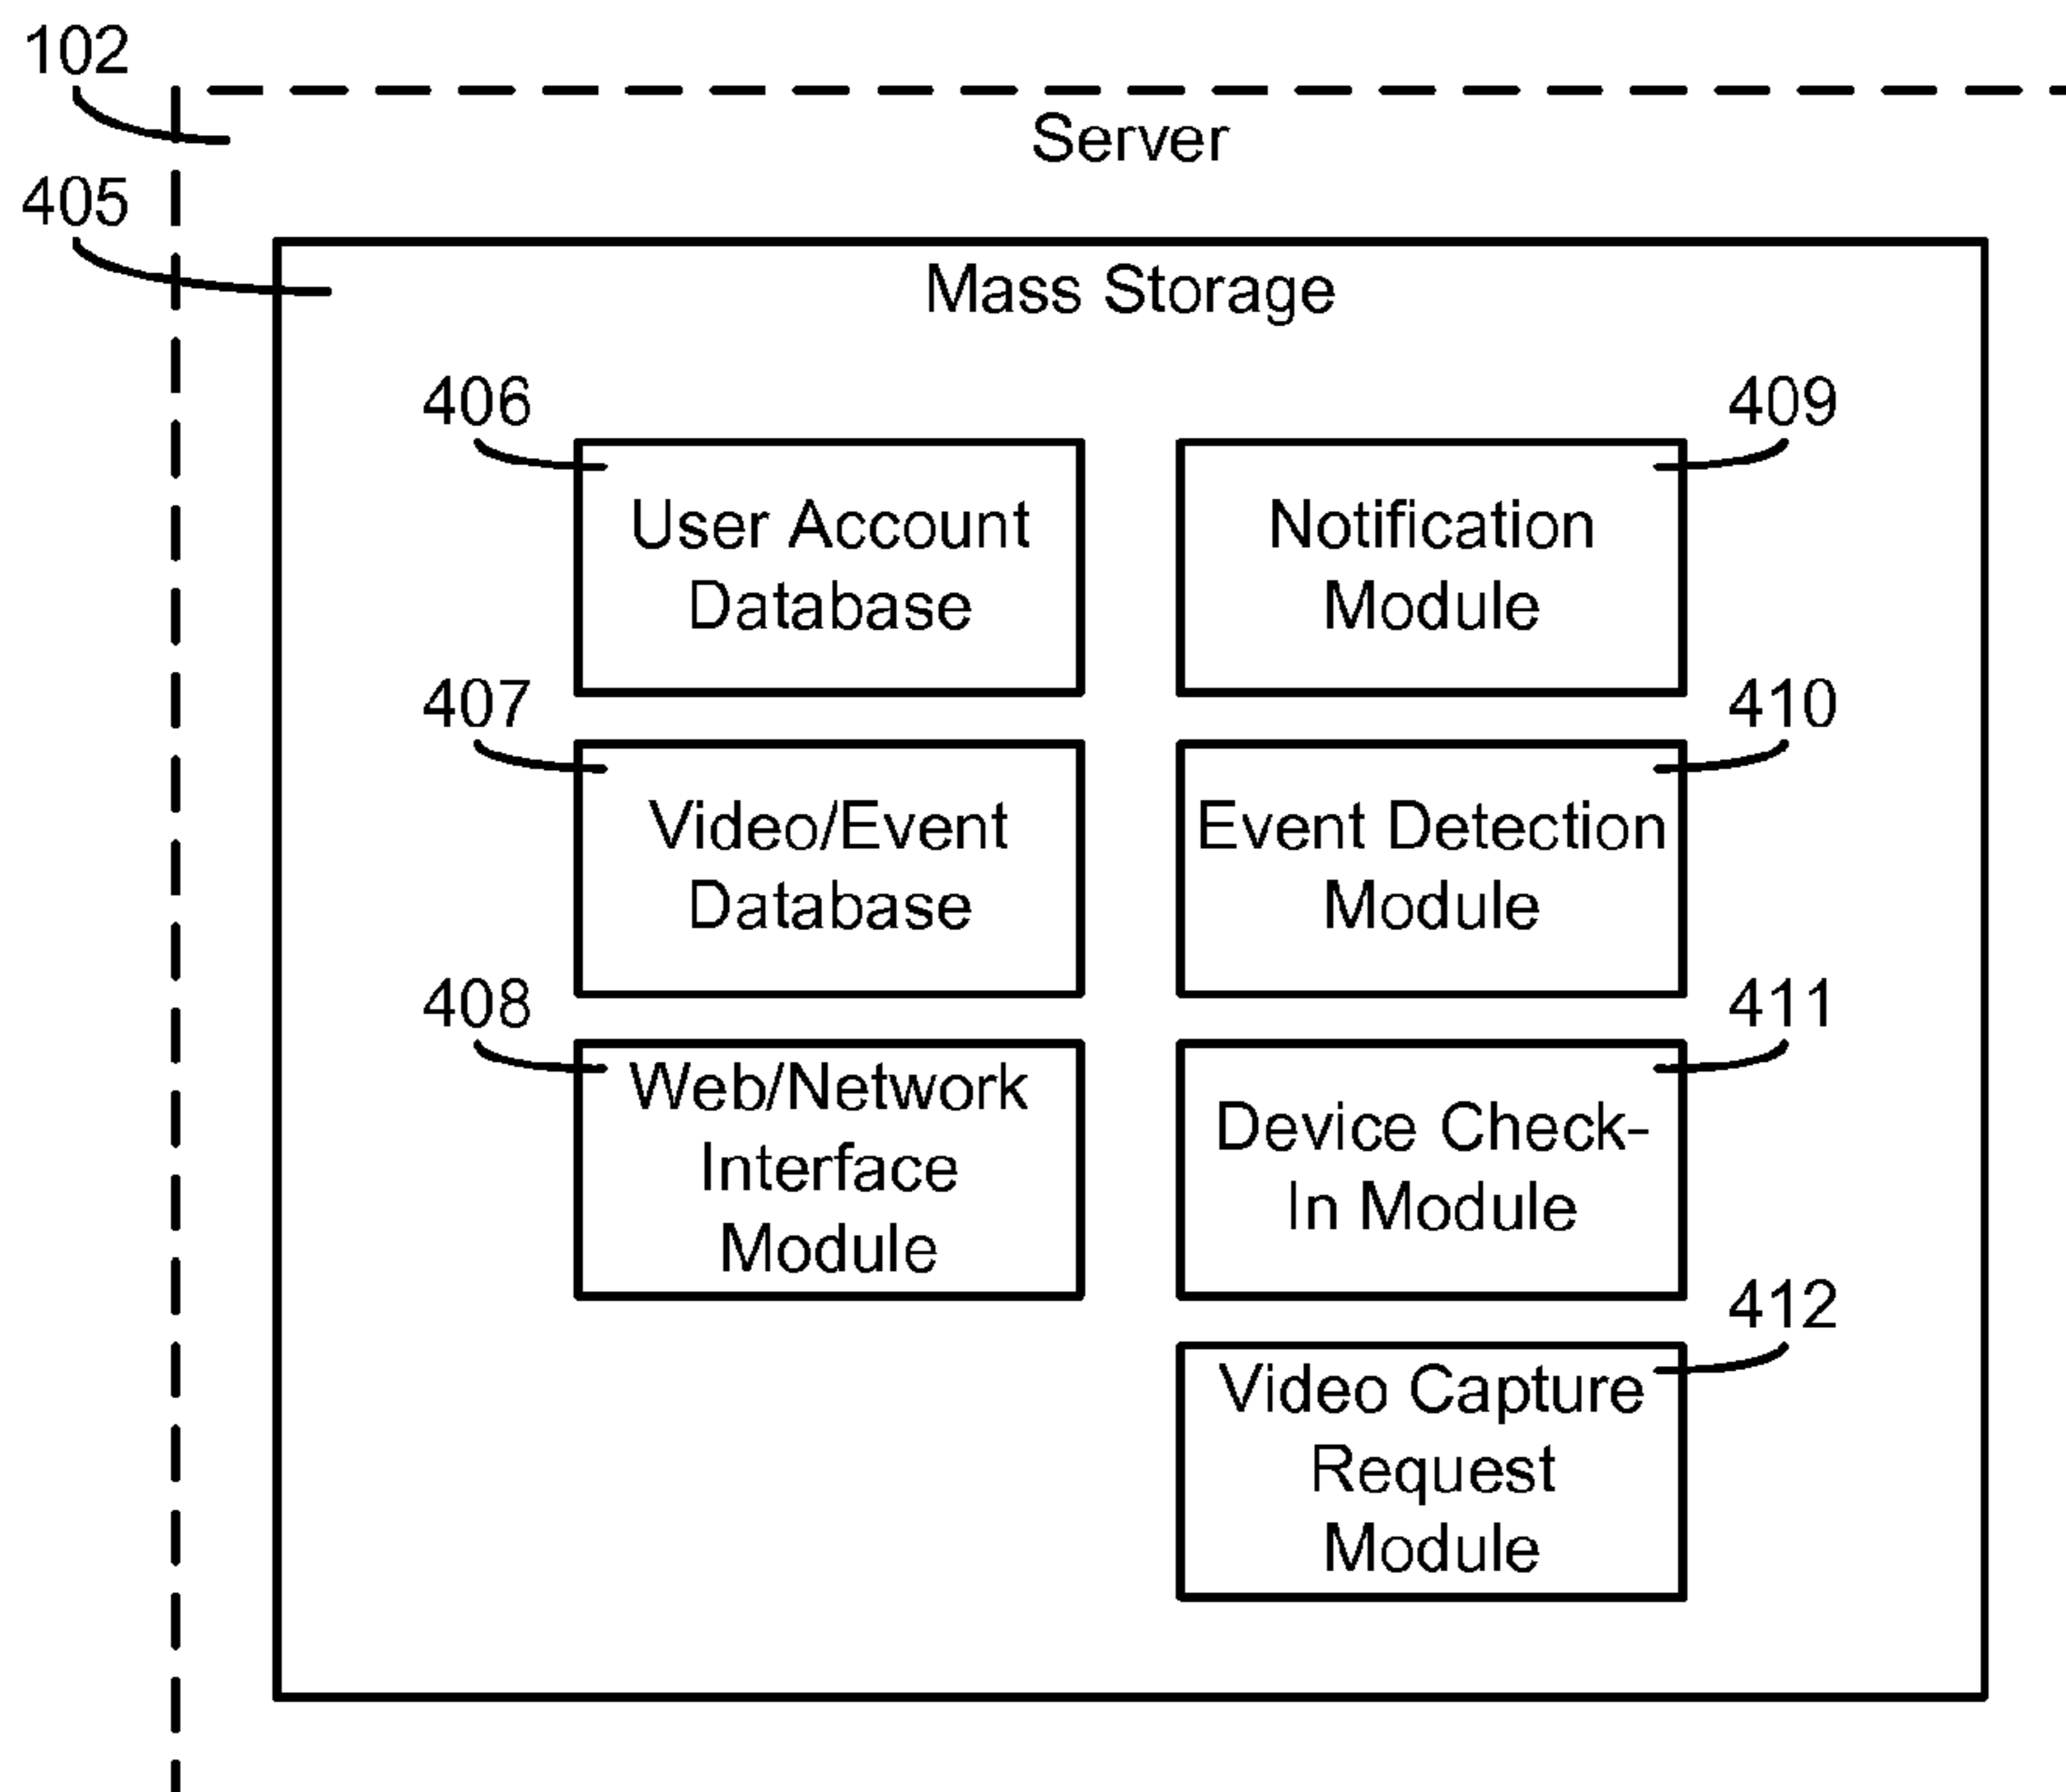 102
Server
405
Mass Storage
406
User Account
Database
409
Notification
Module
407
Video/Event
Database
410
Event Detection
Module
408
Web/Network
Interface
Module
411
Device Check-
In Module
412
Video Capture
Request
Module